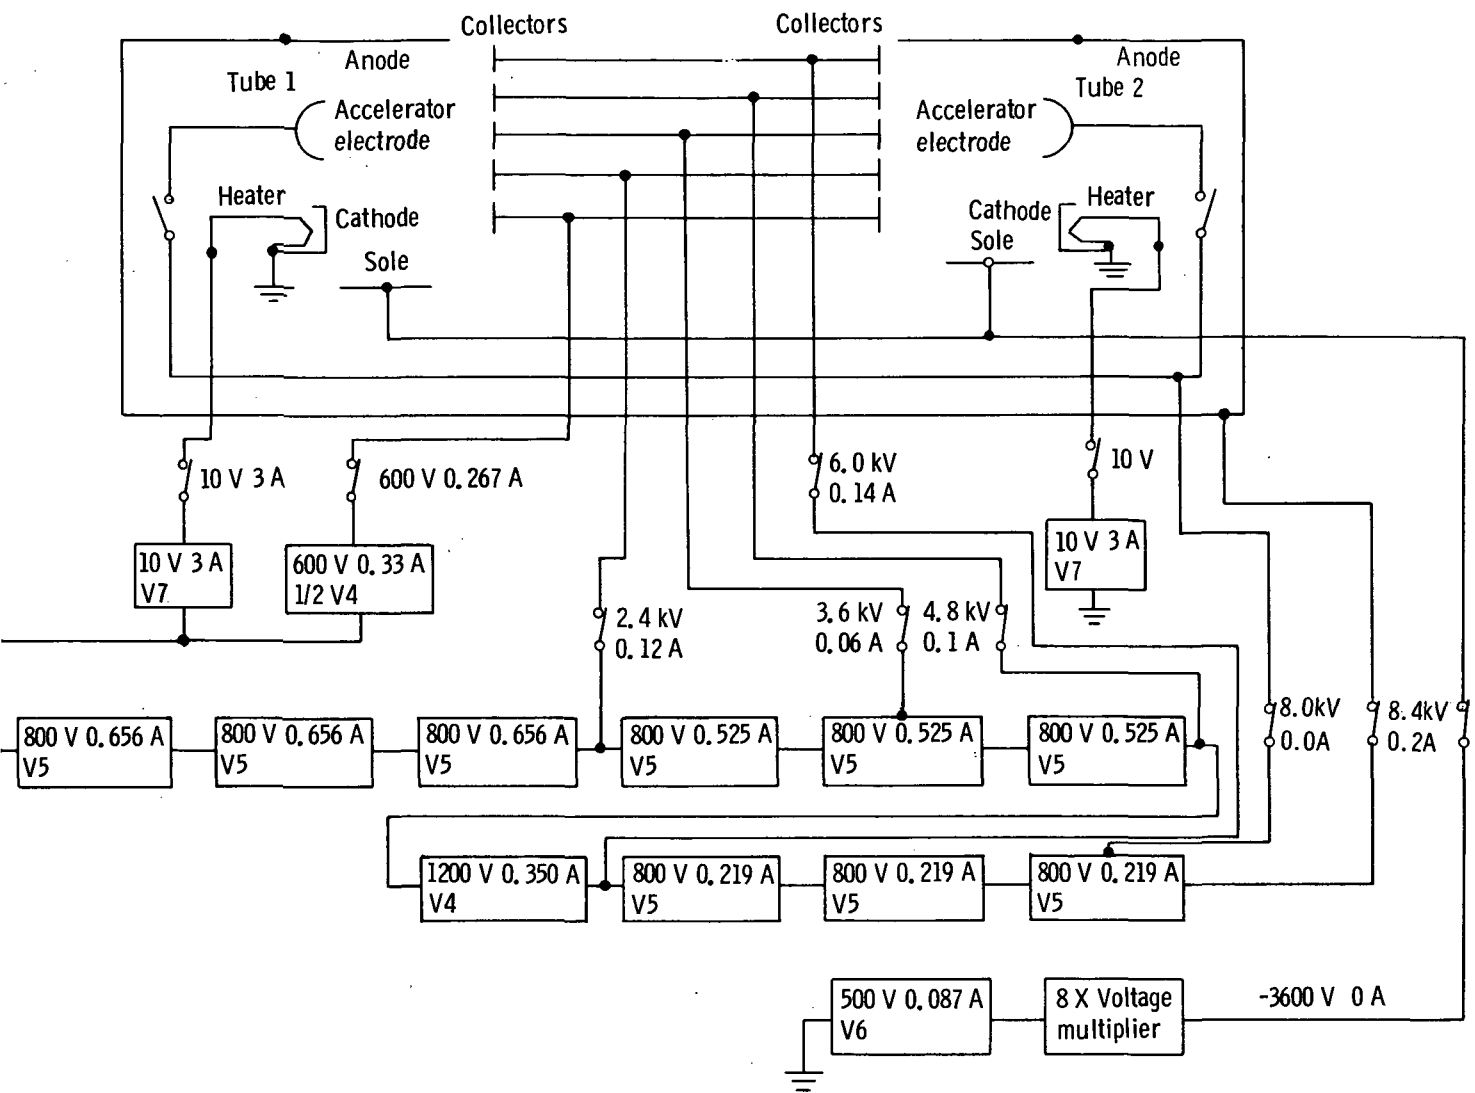 Collectors
Collectors
Anode
Anode
Tube 1
Tube 2
Accelerator
electrode
Accelerator
electrode
Heater
Cathode
Sole
Cathode
Sole
Heater
10 V 3 A
600 V 0.267 A
6.0 kV
0.14 A
10 V
10 V 3 A
V7
600 V 0.33 A
1/2 V4
10 V 3 A
V7
2.4 kV
0.12 A
3.6 kV
0.06 A
4.8 kV
0.1 A
8.0kV
0.0A
8.4kV
0.2A
800 V 0.656 A
V5
800 V 0.656 A
V5
800 V 0.656 A
V5
800 V 0.525 A
V5
800 V 0.525 A
V5
800 V 0.525 A
V5
1200 V 0.350 A
V4
800 V 0.219 A
V5
800 V 0.219 A
V5
800 V 0.219 A
V5
500 V 0.087 A
V6
8 X Voltage
multiplier
-3600 V 0 A